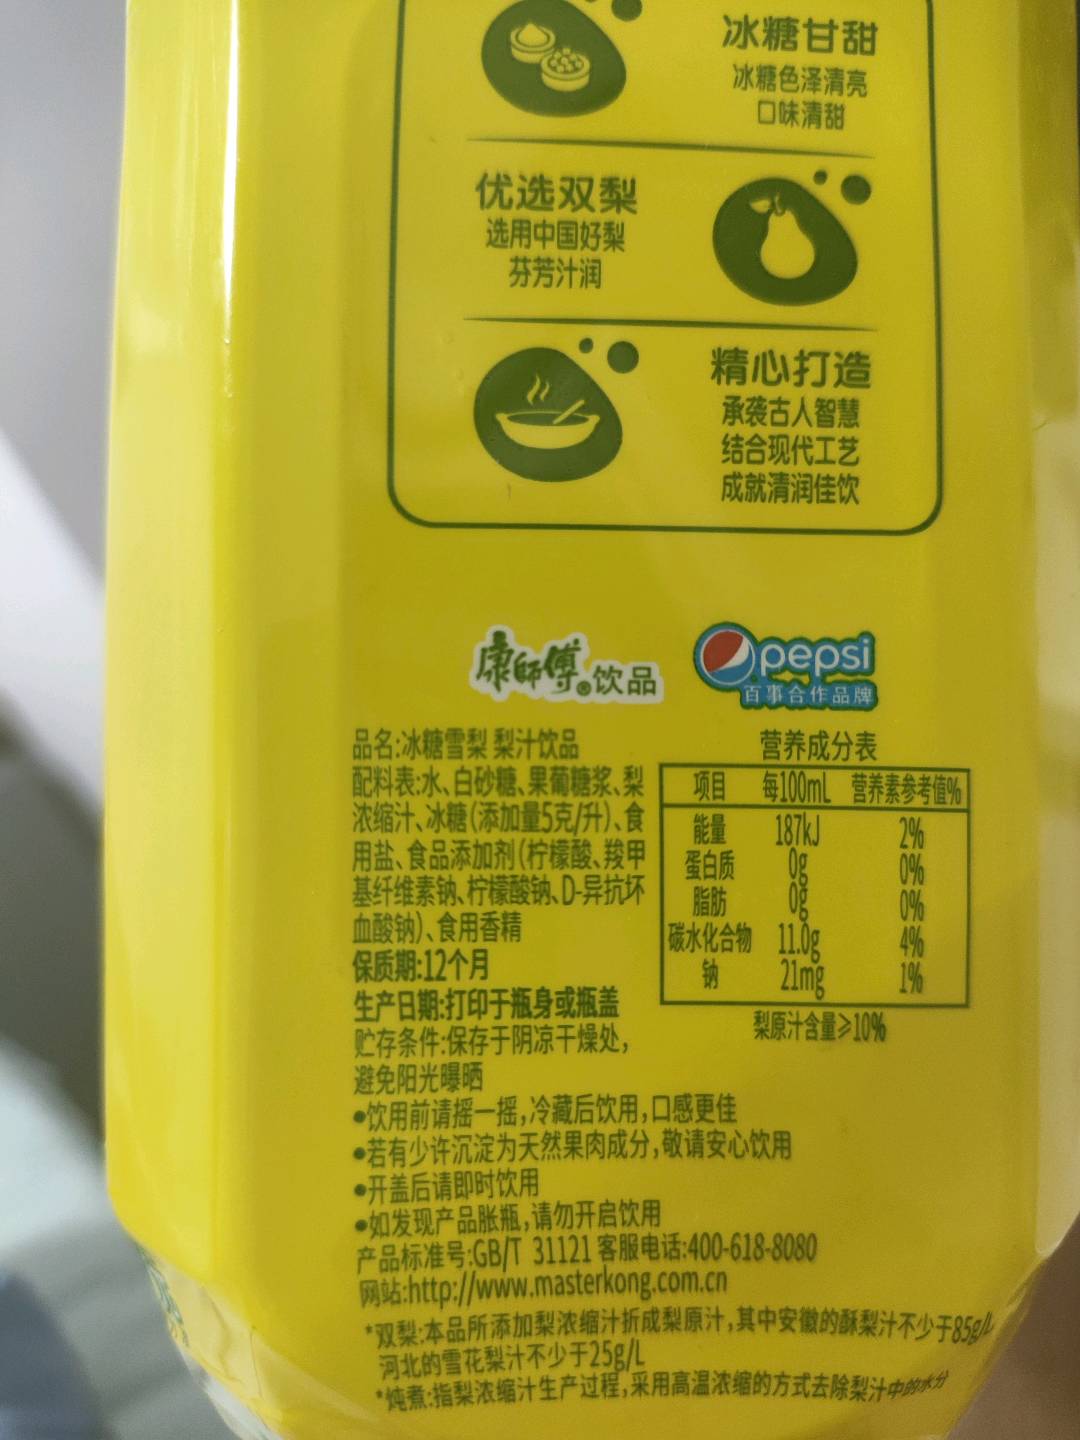 冰糖甘甜
冰糖色泽清亮
口味清甜
优选双梨
选用中国好梨
芬芳汁润
精心打造
承袭古人智慧
结合现代工艺
成就清润佳饮
康師傅®饮品
pepsi
百事合作品牌
品名:冰糖雪梨 梨汁饮品
配料表:水、白砂糖、果葡糖浆、梨
浓缩汁、冰糖(添加量5克/升)、食
用盐、食品添加剂(柠檬酸、羧甲
基纤维素钠、柠檬酸钠、D-异抗坏
血酸钠)、食用香精
保质期:12个月
生产日期:打印于瓶身或瓶盖
贮存条件:保存于阴凉干燥处,
避免阳光曝晒
营养成分表
项目 每100mL 营养素参考值%
能量 187kJ 2%
蛋白质 0g 0%
脂肪 0g 0%
碳水化合物 11.0g 4%
钠 21mg 1%
梨原汁含量≥10%
•饮用前请摇一摇,冷藏后饮用,口感更佳
•若有少许沉淀为天然果肉成分,敬请安心饮用
•开盖后请即时饮用
•如发现产品胀瓶,请勿开启饮用
产品标准号:GB/T 31121 客服电话:400-618-8080
网站:http://www.masterkong.com.cn
*双梨:本品所添加梨浓缩汁折成梨原汁,其中安徽的酥梨汁不少于85g/L
河北的雪花梨汁不少于25g/L
*炖煮:指梨浓缩汁生产过程,采用高温浓缩的方式去除梨汁中的水分